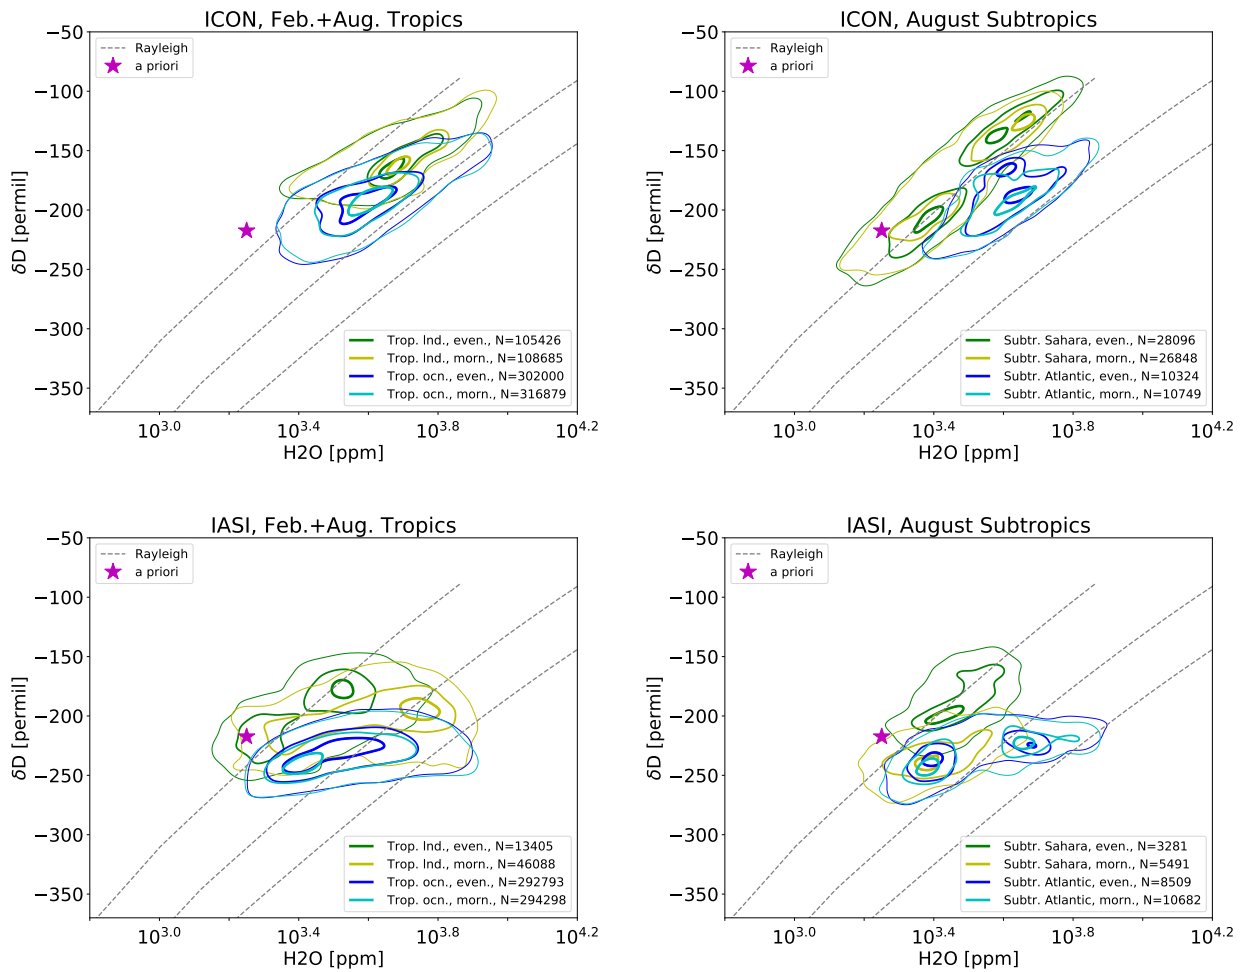 ICON, Feb.+Aug. Tropics
−50
−100
−150
−200
−250
−300
−350
δD [permil]
Rayleigh
a priori
Trop. lnd., even., N=105426
Trop. lnd., morn., N=108685
Trop. ocn., even., N=302000
Trop. ocn., morn., N=316879
10^3.0
10^3.4
10^3.8
10^4.2
H2O [ppm]
ICON, August Subtropics
−50
−100
−150
−200
−250
−300
−350
δD [permil]
Rayleigh
a priori
Subtr. Sahara, even., N=28096
Subtr. Sahara, morn., N=26848
Subtr. Atlantic, even., N=10324
Subtr. Atlantic, morn., N=10749
10^3.0
10^3.4
10^3.8
10^4.2
H2O [ppm]
IASI, Feb.+Aug. Tropics
−50
−100
−150
−200
−250
−300
−350
δD [permil]
Rayleigh
a priori
Trop. lnd., even., N=13405
Trop. lnd., morn., N=46088
Trop. ocn., even., N=292793
Trop. ocn., morn., N=294298
10^3.0
10^3.4
10^3.8
10^4.2
H2O [ppm]
IASI, August Subtropics
−50
−100
−150
−200
−250
−300
−350
δD [permil]
Rayleigh
a priori
Subtr. Sahara, even., N=3281
Subtr. Sahara, morn., N=5491
Subtr. Atlantic, even., N=8509
Subtr. Atlantic, morn., N=10682
10^3.0
10^3.4
10^3.8
10^4.2
H2O [ppm]